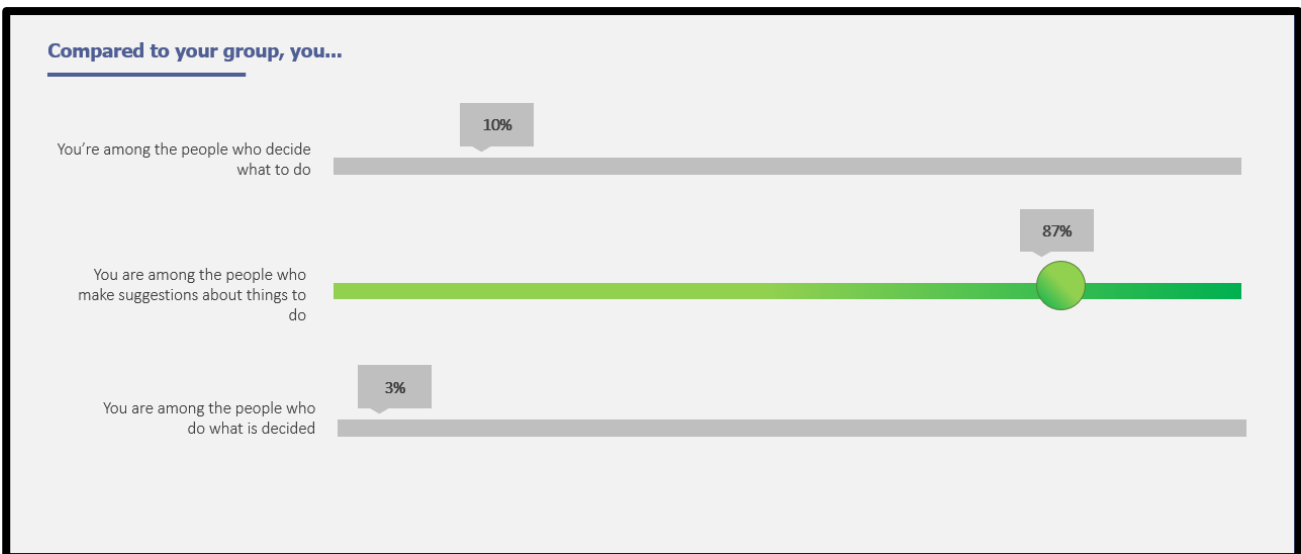 Compared to your group, you...
10%
You're among the people who decide
what to do
87%
You are among the people who
make suggestions about things to
do
3%
You are among the people who
do what is decided